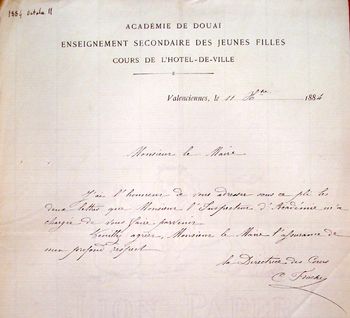 1884 octobre 11
ACADÉMIE DE DOUAI
ENSEIGNEMENT SECONDAIRE DES JEUNES FILLES
COURS DE L'HOTEL-DE-VILLE
Valenciennes, le 11 1884
Monsieur le Maire
J'ai l'honneur de vous adresser sous ce pli les
deux lettres que Monsieur l'Inspecteur d'Académie m'a
chargée de vous faire parvenir.
Veuillez agréer, Monsieur le Maire l'assurance de
mon profond respect
La Directrice des Cours
C.